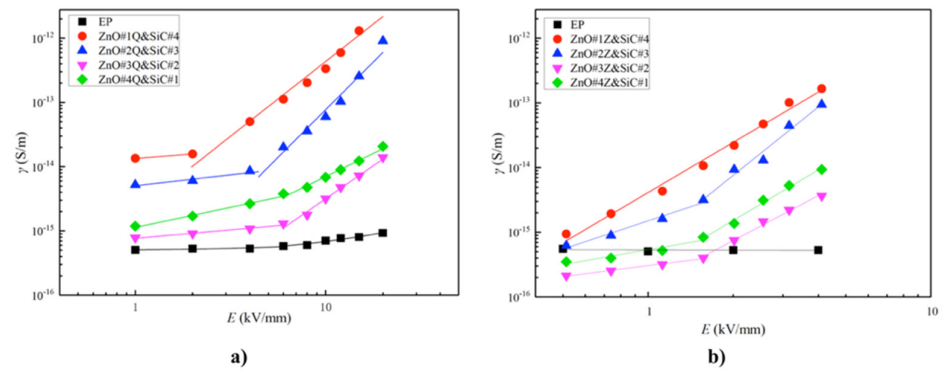 EP
ZnO#1Q&SiC#4
ZnO#2Q&SiC#3
ZnO#3Q&SiC#2
ZnO#4Q&SiC#1
10⁻¹²
10⁻¹³
10⁻¹⁴
10⁻¹⁵
10⁻¹⁶
γ (S/m)
1
10
E (kV/mm)
a)
EP
ZnO#1Z&SiC#4
ZnO#2Z&SiC#3
ZnO#3Z&SiC#2
ZnO#4Z&SiC#1
10⁻¹²
10⁻¹³
10⁻¹⁴
10⁻¹⁵
10⁻¹⁶
γ (S/m)
1
10
E (kV/mm)
b)